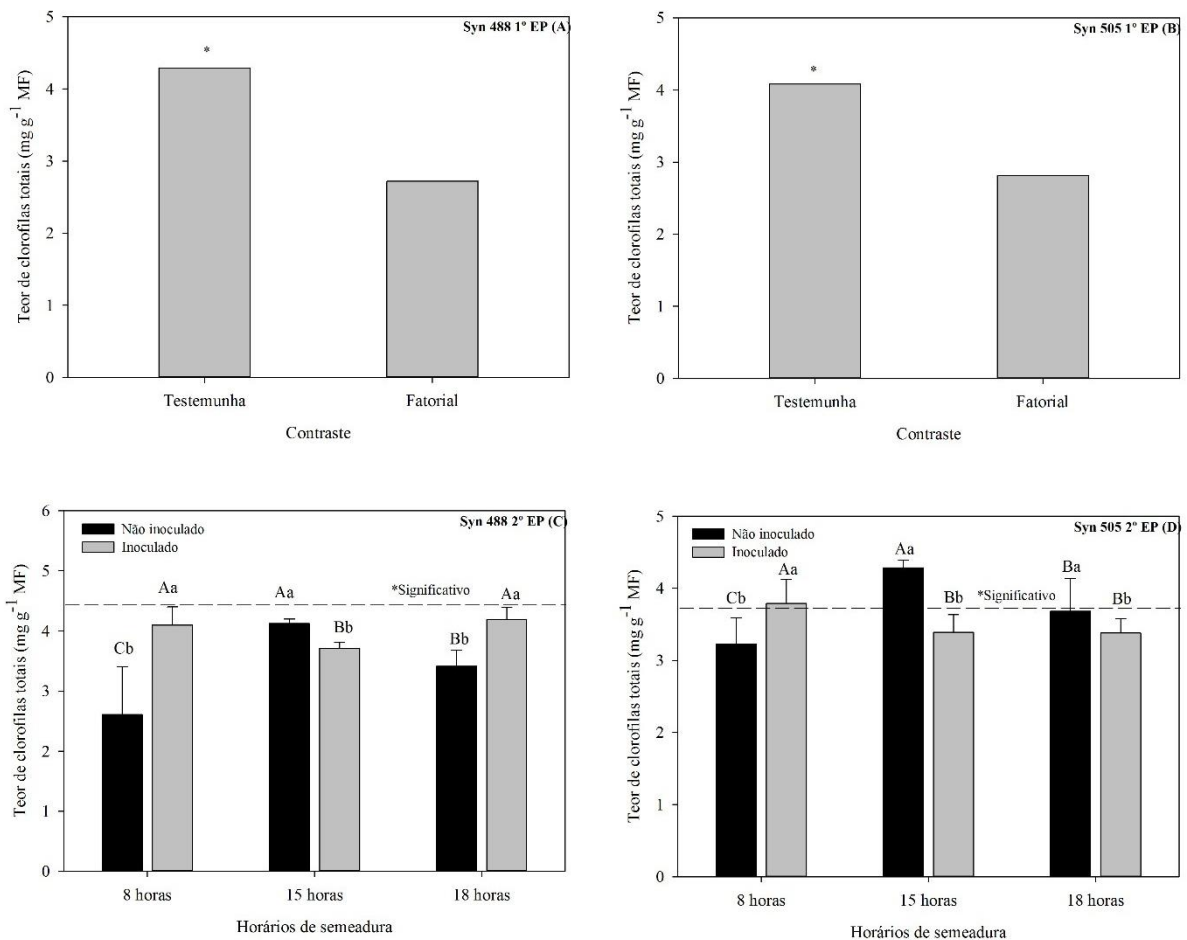 Syn 488 1º EP (A)
Teor de clorofilas totais (mg g-1 MF)
5
4
3
2
1
0
*
Testemunha
Fatorial
Contraste
Syn 505 1º EP (B)
Teor de clorofilas totais (mg g-1 MF)
5
4
3
2
1
0
*
Testemunha
Fatorial
Contraste
Syn 488 2º EP (C)
Não inoculado
Inoculado
Teor de clorofilas totais (mg g-1 MF)
6
5
4
3
2
1
0
*Significativo
Cb
Aa
Aa
Bb
Bb
Aa
8 horas
15 horas
18 horas
Horários de semeadura
Syn 505 2º EP (D)
Não inoculado
Inoculado
Teor de clorofilas totais (mg g-1 MF)
5
4
3
2
1
0
*Significativo
Cb
Aa
Aa
Bb
Ba
Bb
8 horas
15 horas
18 horas
Horários de semeadura